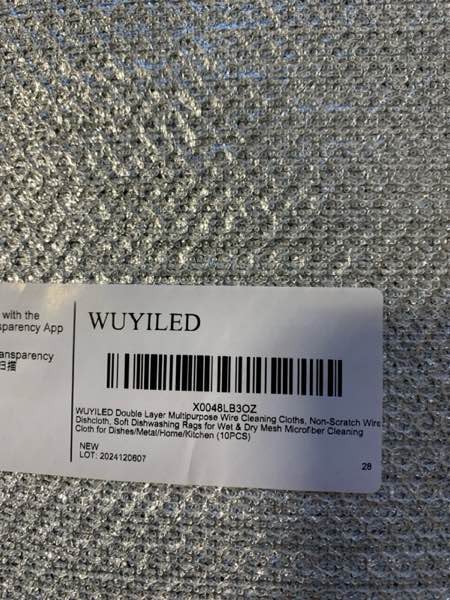 with the
sparency App
ansparency
扫描
WUYILED
X0048LB3OZ
WUYILED Double Layer Multipurpose Wire Cleaning Cloths, Non-Scratch Wire
Dishcloth, Soft Dishwashing Rags for Wet & Dry Mesh Microfiber Cleaning
Cloth for Dishes/Metal/Home/Kitchen (10PCS)
NEW
LOT: 2024120607
28